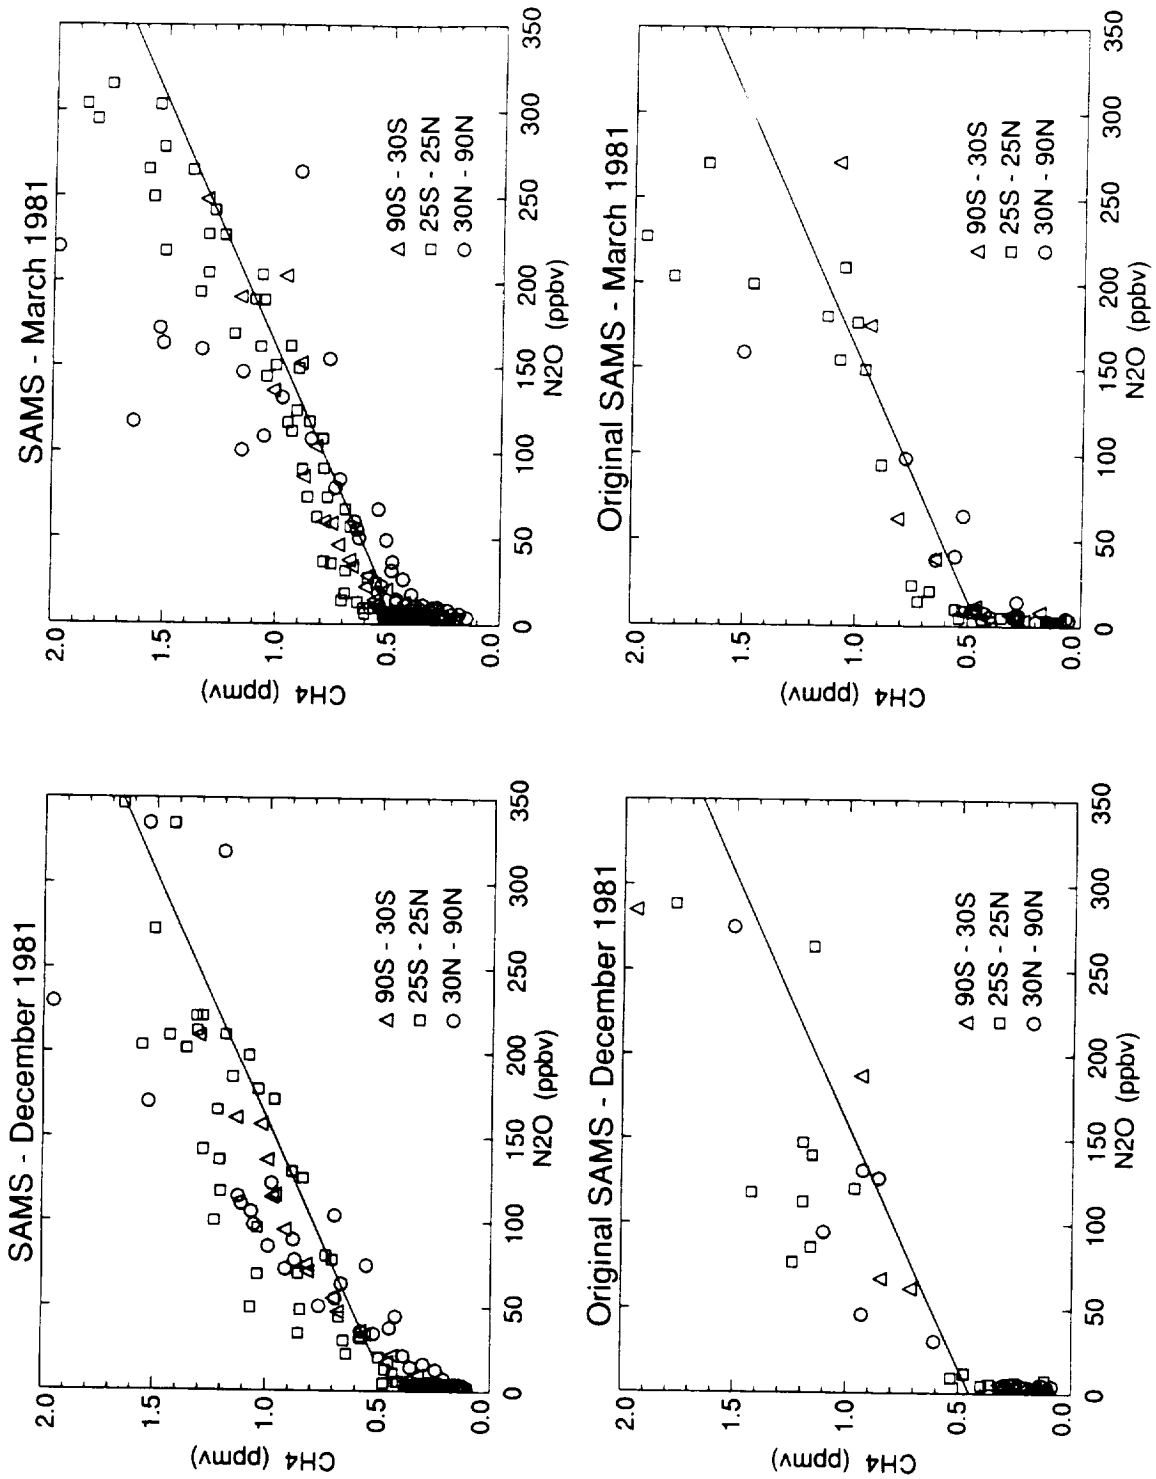 SAMS - December 1981
2.0
1.5
1.0
0.5
0.0
CH4 (ppmv)
△ 90S - 30S
□ 25S - 25N
○ 30N - 90N
0 50 100 150 200 250 300 350
N2O (ppbv)
SAMS - March 1981
2.0
1.5
1.0
0.5
0.0
CH4 (ppmv)
△ 90S - 30S
□ 25S - 25N
○ 30N - 90N
0 50 100 150 200 250 300 350
N2O (ppbv)
Original SAMS - December 1981
2.0
1.5
1.0
0.5
0.0
CH4 (ppmv)
△ 90S - 30S
□ 25S - 25N
○ 30N - 90N
0 50 100 150 200 250 300 350
N2O (ppbv)
Original SAMS - March 1981
2.0
1.5
1.0
0.5
0.0
CH4 (ppmv)
△ 90S - 30S
□ 25S - 25N
○ 30N - 90N
0 50 100 150 200 250 300 350
N2O (ppbv)